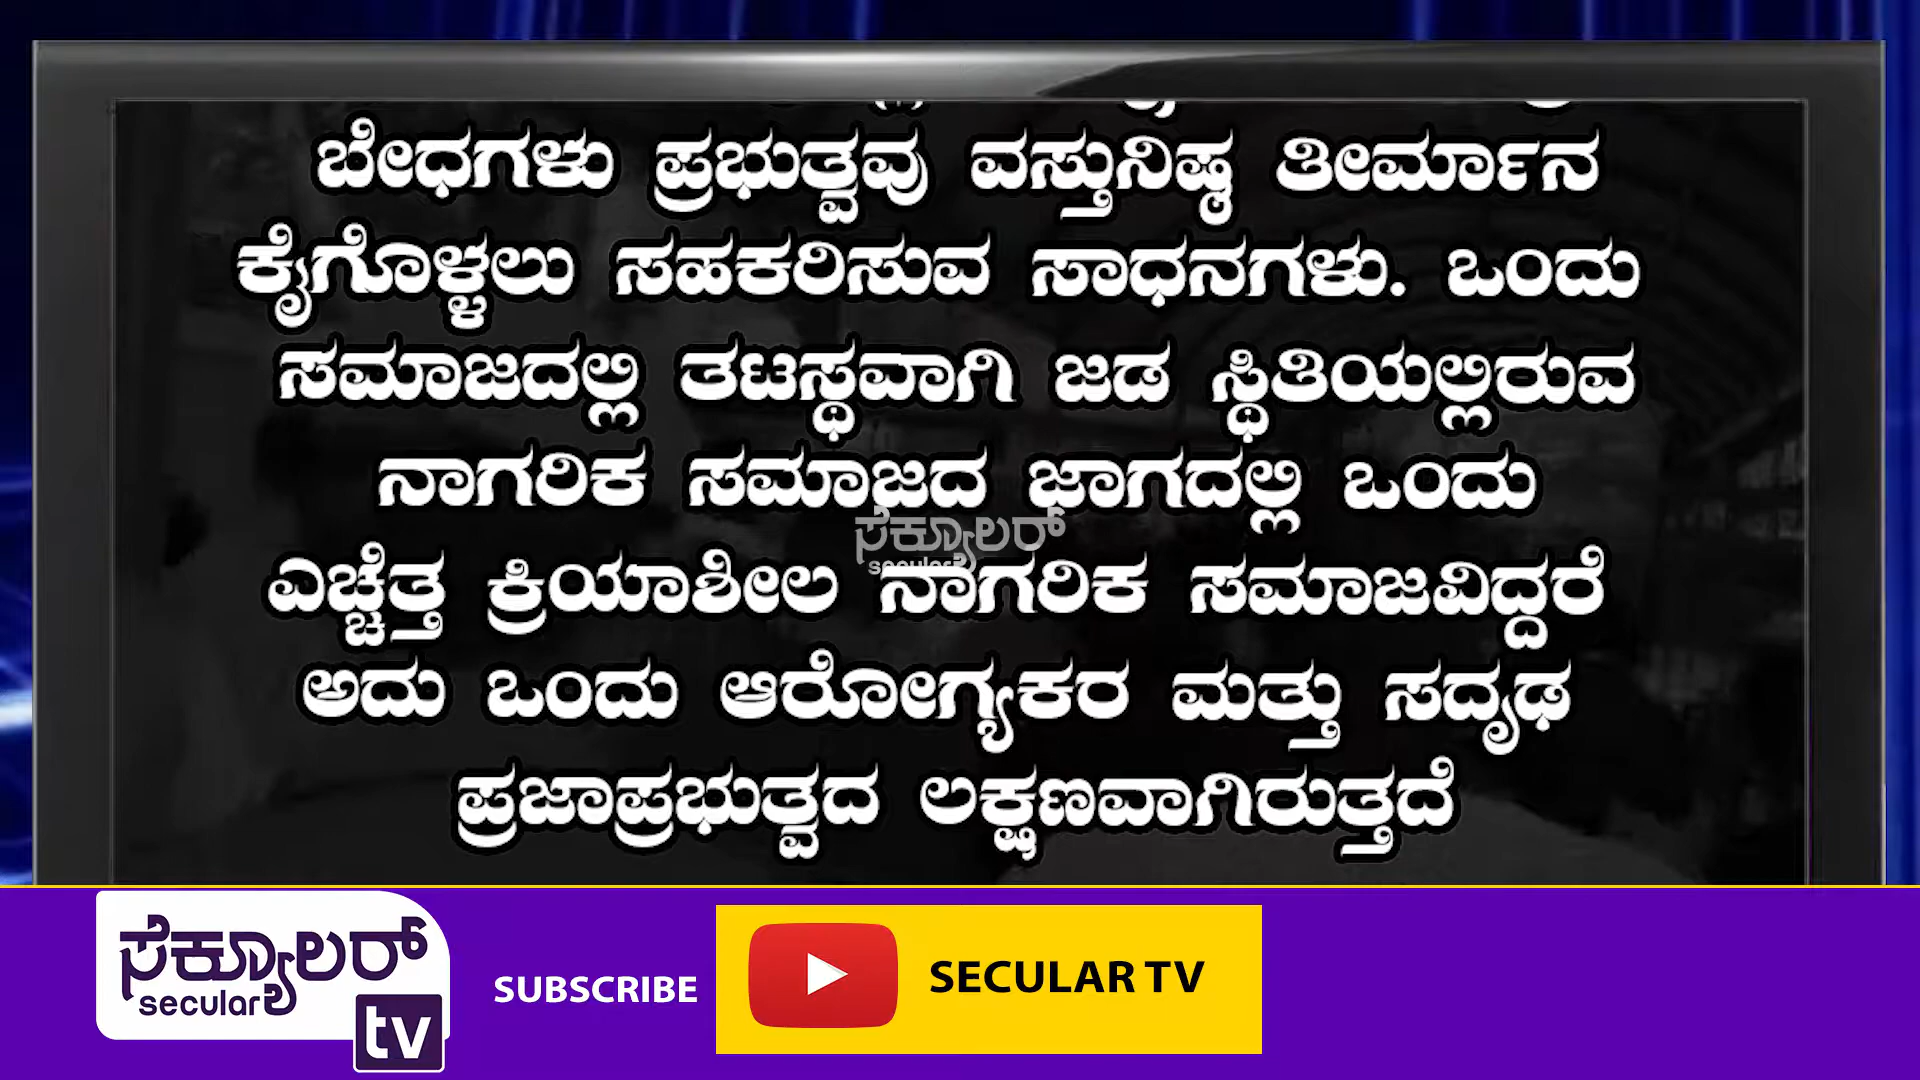 ಬೇಧಗಳು ಪ್ರಭುತ್ವವು ವಸ್ತುನಿಷ್ಠ ತೀರ್ಮಾನ
ಕೈಗೊಳ್ಳಲು ಸಹಕರಿಸುವ ಸಾಧನಗಳು. ಒಂದು
ಸಮಾಜದಲ್ಲಿ ತಟಸ್ಥವಾಗಿ ಜಡ ಸ್ಥಿತಿಯಲ್ಲಿರುವ
ನಾಗರಿಕ ಸಮಾಜದ ಜಾಗದಲ್ಲಿ ಒಂದು
ಸೆಕ್ಯೂಲರ್
secular
ಎಚ್ಚೆತ್ತ ಕ್ರಿಯಾಶೀಲ ನಾಗರಿಕ ಸಮಾಜವಿದ್ದರೆ
ಅದು ಒಂದು ಆರೋಗ್ಯಕರ ಮತ್ತು ಸದೃಢ
ಪ್ರಜಾಪ್ರಭುತ್ವದ ಲಕ್ಷಣವಾಗಿರುತ್ತದೆ
ಸೆಕ್ಯೂಲರ್
secular
tv
SUBSCRIBE
SECULAR TV